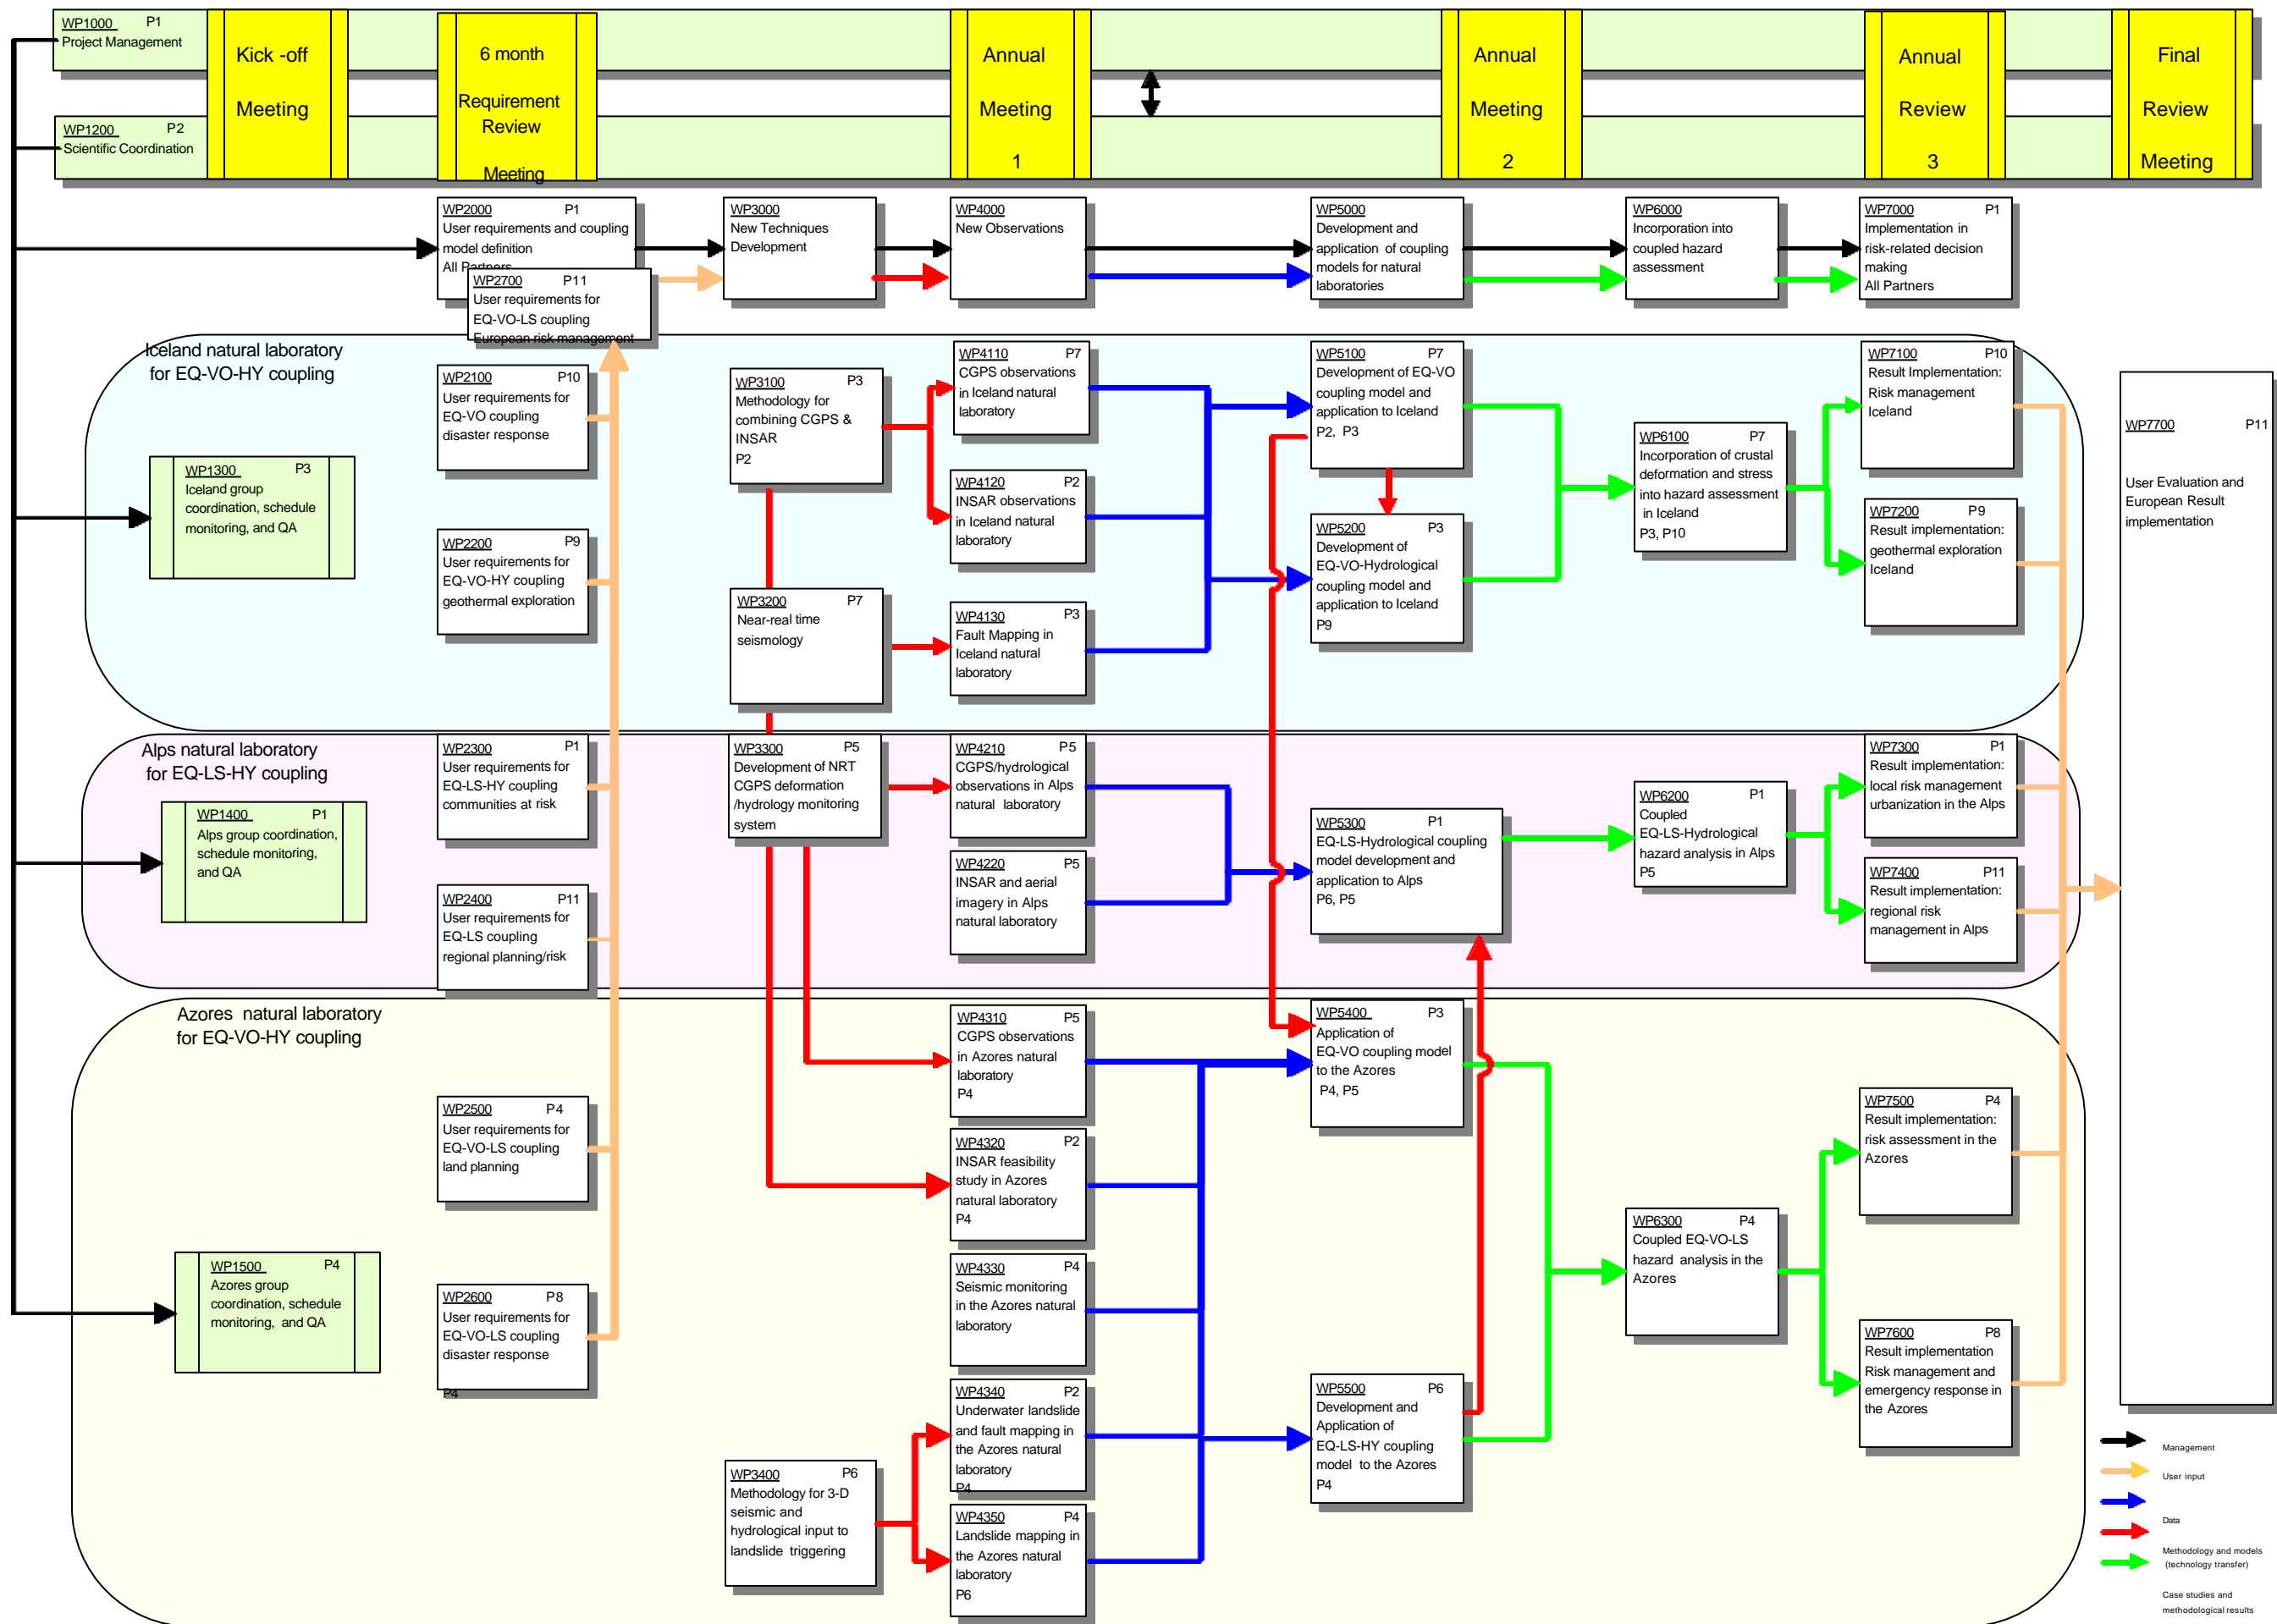 WP1000 P1
Project Management
Kick -off
Meeting
6 month
Requirement
Review
Meeting
Annual
Meeting
1
Annual
Meeting
2
Annual
Review
3
Final
Review
Meeting
WP1200 P2
Scientific Coordination
WP2000 P1
User requirements and coupling
model definition
All Partners
WP2700 P11
User requirements for
EQ-VO-LS coupling
European risk management
WP3000
New Techniques
Development
WP4000
New Observations
WP5000
Development and
application of coupling
models for natural
laboratories
WP6000
Incorporation into
coupled hazard
assessment
WP7000 P1
Implementation in
risk-related decision
making
All Partners
Iceland natural laboratory
for EQ-VO-HY coupling
WP1300 P3
Iceland group
coordination, schedule
monitoring, and QA
WP2100 P10
User requirements for
EQ-VO coupling
disaster response
WP2200 P9
User requirements for
EQ-VO-HY coupling
geothermal exploration
WP3100 P3
Methodology for
combining CGPS &
INSAR
P2
WP3200 P7
Near-real time
seismology
WP4110 P7
CGPS observations
in Iceland natural
laboratory
WP4120 P2
INSAR observations
in Iceland natural
laboratory
WP4130 P3
Fault Mapping in
Iceland natural
laboratory
WP5100 P7
Development of EQ-VO
coupling model and
application to Iceland
P2, P3
WP5200 P3
Development of
EQ-VO-Hydrological
coupling model and
application to Iceland
P9
WP6100 P7
Incorporation of crustal
deformation and stress
into hazard assessment
in Iceland
P3, P10
WP7100 P10
Result Implementation:
Risk management
Iceland
WP7200 P9
Result implementation:
geothermal exploration
Iceland
WP7700 P11
User Evaluation and
European Result
implementation
Alps natural laboratory
for EQ-LS-HY coupling
WP1400 P1
Alps group coordination,
schedule monitoring,
and QA
WP2300 P1
User requirements for
EQ-LS-HY coupling
communities at risk
WP2400 P11
User requirements for
EQ-LS coupling
regional planning/risk
WP3300 P5
Development of NRT
CGPS deformation
/hydrology monitoring
system
WP4210 P5
CGPS/hydrological
observations in Alps
natural laboratory
WP4220 P5
INSAR and aerial
imagery in Alps
natural laboratory
WP5300 P1
EQ-LS-Hydrological coupling
model development and
application to Alps
P6, P5
WP6200 P1
Coupled
EQ-LS-Hydrological
hazard analysis in Alps
P5
WP7300 P1
Result implementation:
local risk management
urbanization in the Alps
WP7400 P11
Result implementation:
regional risk
management in Alps
Azores natural laboratory
for EQ-VO-HY coupling
WP1500 P4
Azores group
coordination, schedule
monitoring, and QA
WP2500 P4
User requirements for
EQ-VO-LS coupling
land planning
WP2600 P8
User requirements for
EQ-VO-LS coupling
disaster response
P4
WP3400 P6
Methodology for 3-D
seismic and
hydrological input to
landslide triggering
WP4310 P5
CGPS observations
in Azores natural
laboratory
P4
WP4320 P2
INSAR feasibility
study in Azores
natural laboratory
P4
WP4330 P4
Seismic monitoring
in the Azores natural
laboratory
WP4340 P2
Underwater landslide
and fault mapping in
the Azores natural
laboratory
P4
WP4350 P4
Landslide mapping in
the Azores natural
laboratory
P6
WP5400 P3
Application of
EQ-VO coupling model
to the Azores
P4, P5
WP5500 P6
Development and
Application of
EQ-LS-HY coupling
model to the Azores
P4
WP6300 P4
Coupled EQ-VO-LS
hazard analysis in the
Azores
WP7500 P4
Result implementation:
risk assessment in the
Azores
WP7600 P8
Result implementation
Risk management and
emergency response in
the Azores
Management
User input
Data
Methodology and models
(technology transfer)
Case studies and
methodological results